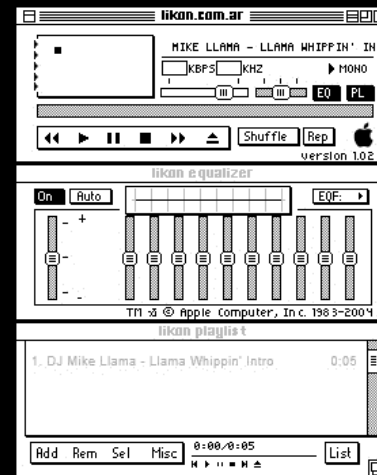 likon.com.ar
MIKE LLAMA - LLAMA WHIPPIN' IN
KBPS KHZ MONO
EQ PL
Shuffle Rep
version 1.02
likon equalizer
On Auto EQF:
+
-
-
TM © Apple Computer, Inc. 1983-2004
likon playlist
1. DJ Mike Llama - Llama Whippin' Intro 0:05
Add Rem Sel Misc 0:00/0:05 List